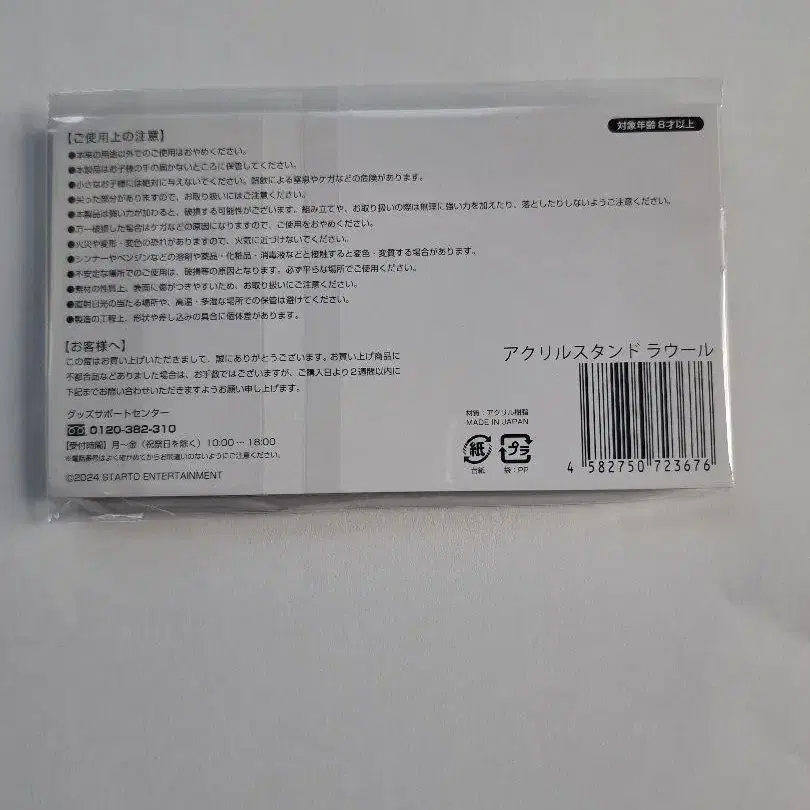 【ご使用上の注意】
対象年齢8才以上
●本来の用途以外でのご使用はおやめください。
●本製品はお子様の手の届かないところに保管してください。
●小さなお子様には絶対に与えないでください。誤飲による窒息やケガなどの危険があります。
●尖った部分がありますので、お取り扱いにはご注意ください。
●本製品は強い力が加わると、破損する可能性がございます。組み立てや、お取り扱いの際は無理に強い力を加えたり、落としたりしないようご注意ください。
●万一破損した場合はケガなどの原因になりますので、ご使用をおやめください。
●火災や変形・変色の恐れがありますので、火気に近づけないでください。
●シンナーやベンジンなどの溶剤や薬品・化粧品・消毒液などと接触すると変色・変質する場合があります。
●不安定な場所でのご使用は、破損等の原因となります。必ず平らな場所でご使用ください。
●素材の性質上、表面に傷がつきやすいため、お取り扱いにご注意ください。
●直射日光の当たる場所や、高温・多湿な場所での保管は避けてください。
●製造の工程上、形状や差し込みの具合に個体差があります。
【お客様へ】
この度はお買い上げいただきまして、誠にありがとうございます。お買い上げ商品に
不都合品などありました場合は、お手数ではございますが、ご購入日より2週間以内に
下記までお問い合わせいただきますようお願い申し上げます。
グッズサポートセンター
0120-382-310
【受付時間】月～金（祝祭日を除く）10:00～18:00
※電話番号はよく確かめてからお間違いのないようにご注意ください。
©2024 STARTO ENTERTAINMENT
アクリルスタンド ラウール
材質：アクリル樹脂
MADE IN JAPAN
紙 プラ
台紙 袋：PP
4 582750 723676